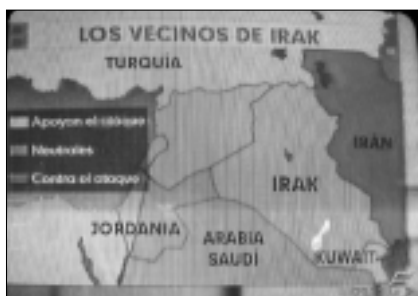 LOS VECINOS DE IRAK
TURQUÍA
Apoyan el ataque
Neutrales
Contra el ataque
IRÁN
IRAK
JORDANIA
ARABIA
SAUDÍ
KUWAIT